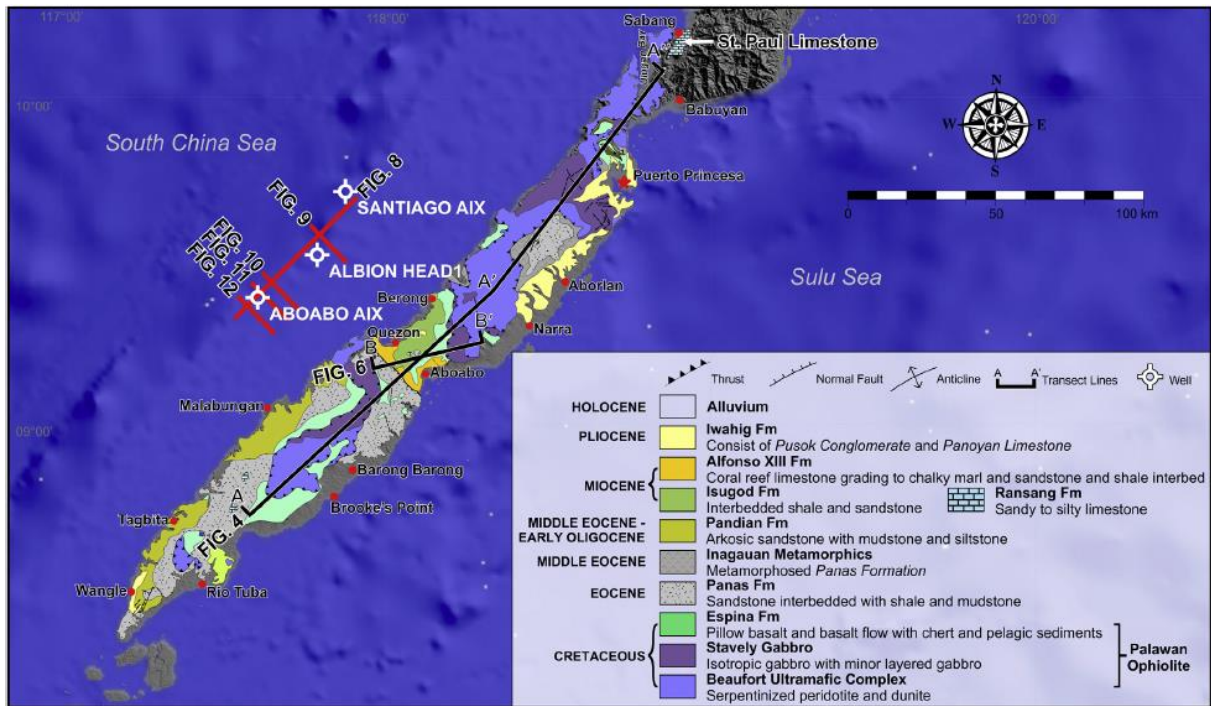 117°00'
118°00'
120°00'
10°00'
09°00'
Sabang
St. Paul Limestone
A"
Babuyan
South China Sea
N
W
E
S
Puerto Princesa
FIG. 8
SANTIAGO AIX
FIG. 9
0 50 100 km
ALBION HEAD1
FIG. 10
FIG. 11
FIG. 12
ABOABO AIX
Sulu Sea
A'
Aborlan
Berong
B'
Narra
Quezon
B
FIG. 6
Aboabo
Malabungan
Barong Barong
A
Brooke's Point
FIG. 4
Tagbita
Wangle
Rio Tuba
Thrust
Normal Fault
Anticline
A A'
Transect Lines
Well
HOLOCENE
Alluvium
PLIOCENE
Iwahig Fm
Consist of Pusok Conglomerate and Panoyan Limestone
MIOCENE
Alfonso XIII Fm
Coral reef limestone grading to chalky marl and sandstone and shale interbed
Isugod Fm
Interbedded shale and sandstone
Ransang Fm
Sandy to silty limestone
MIDDLE EOCENE -
EARLY OLIGOCENE
Pandian Fm
Arkosic sandstone with mudstone and siltstone
MIDDLE EOCENE
Inagauan Metamorphics
Metamorphosed Panas Formation
EOCENE
Panas Fm
Sandstone interbedded with shale and mudstone
CRETACEOUS
Espina Fm
Pillow basalt and basalt flow with chert and pelagic sediments
Stavely Gabbro
Isotropic gabbro with minor layered gabbro
Beaufort Ultramafic Complex
Serpentinized peridotite and dunite
Palawan
Ophiolite